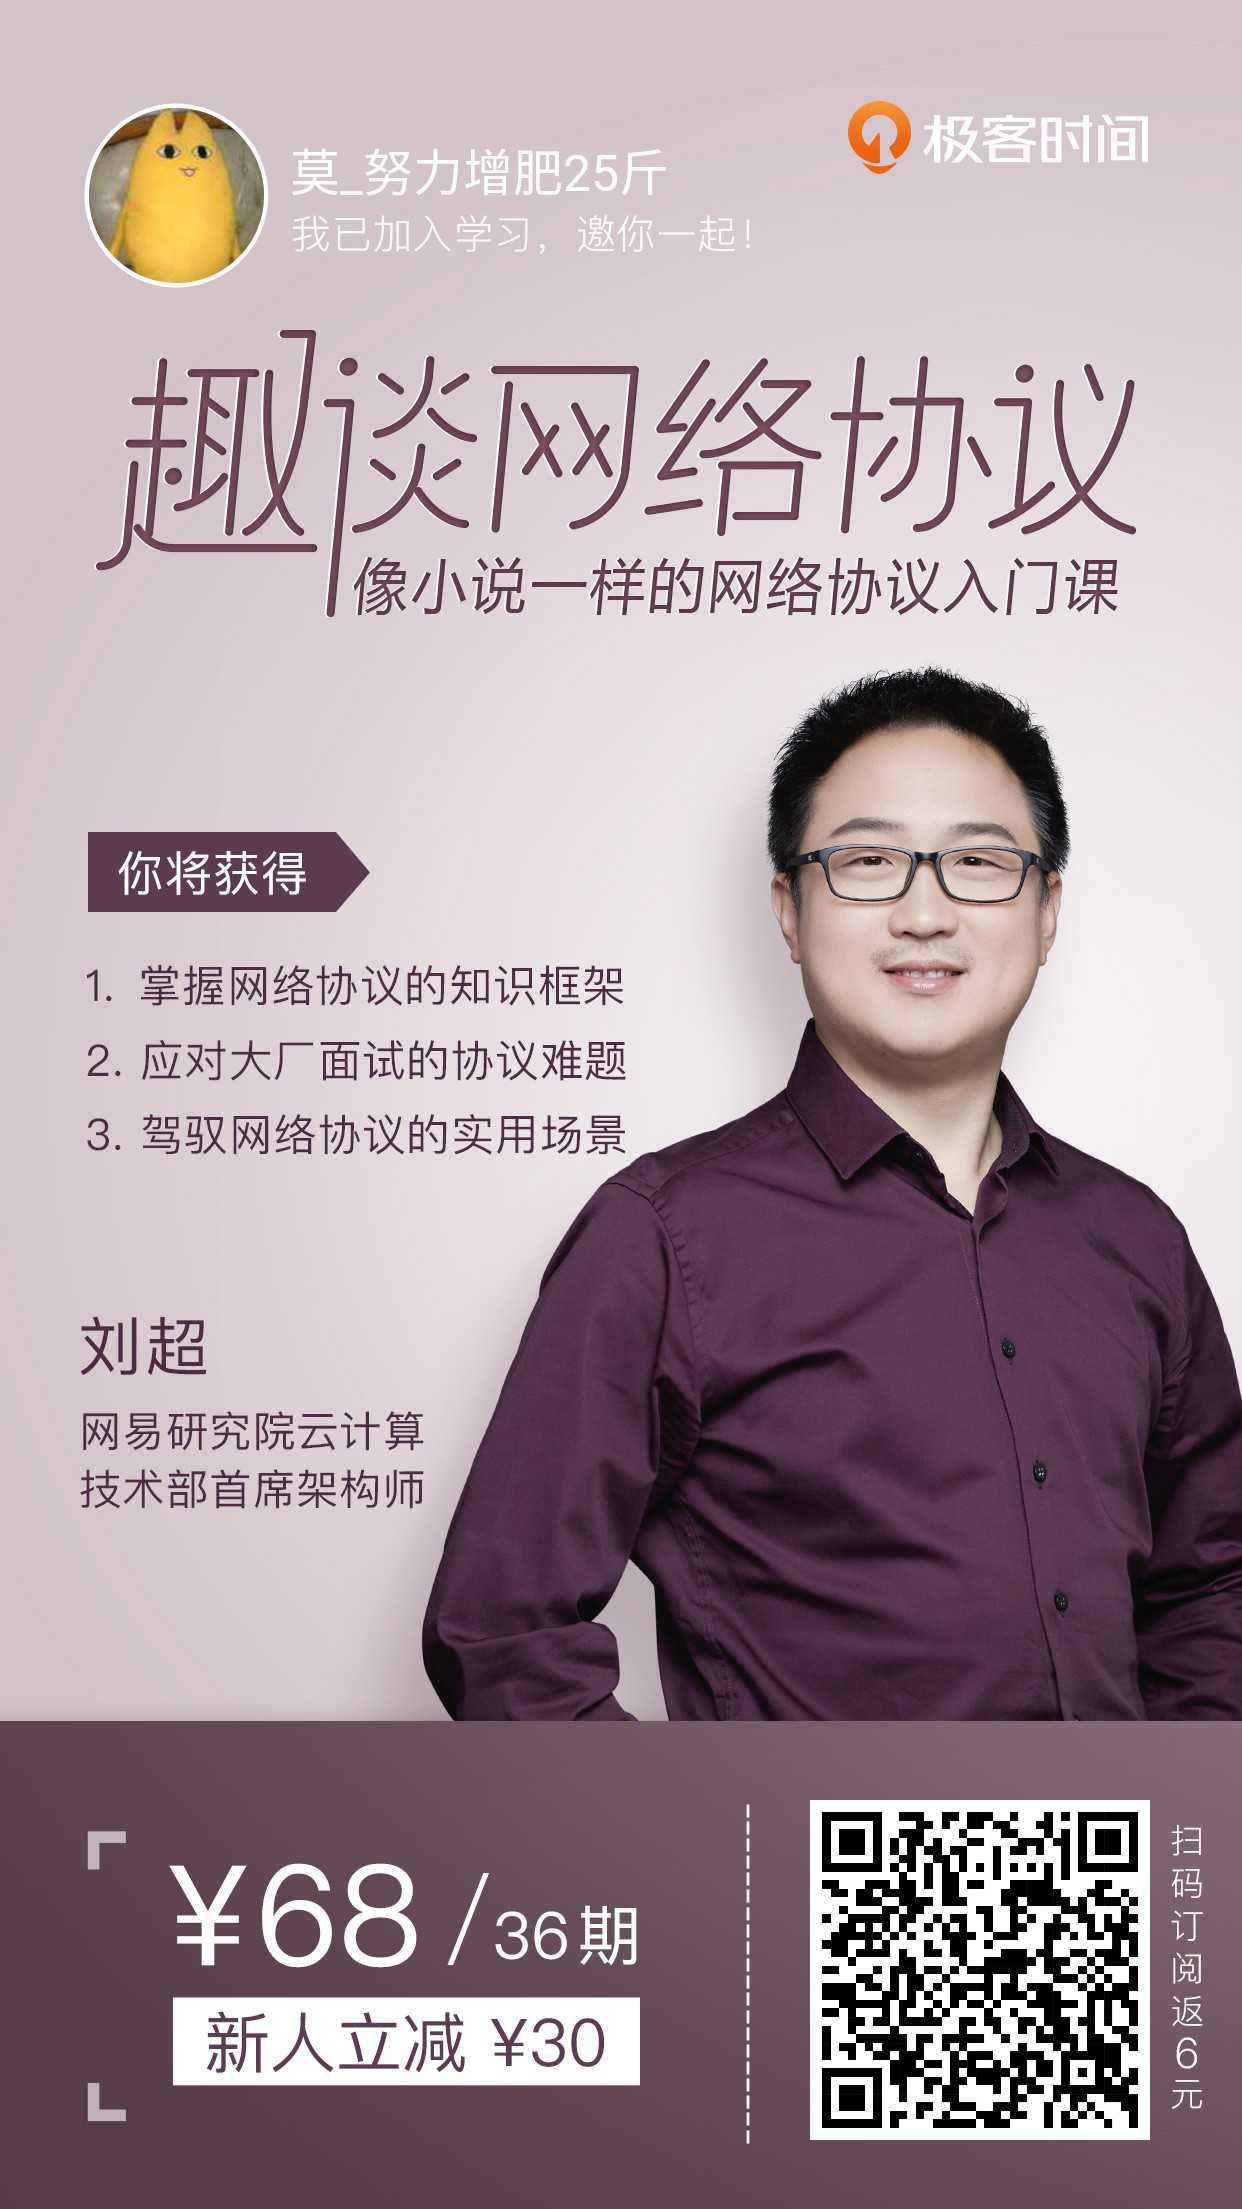 极客时间
莫_努力增肥25斤
我已加入学习，邀你一起！
趣谈网络协议
像小说一样的网络协议入门课
你将获得
1. 掌握网络协议的知识框架
2. 应对大厂面试的协议难题
3. 驾驭网络协议的实用场景
刘超
网易研究院云计算
技术部首席架构师
¥68/36期
新人立减 ¥30
扫码订阅返6元